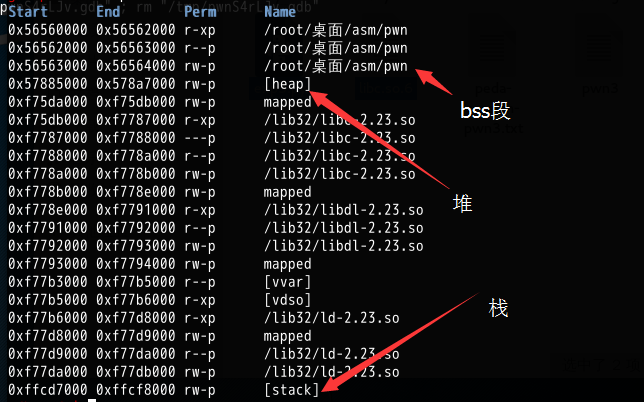 Start End Perm Name
0x56560000 0x56562000 r-xp /root/桌面/asm/pwn
0x56562000 0x56563000 r--p /root/桌面/asm/pwn
0x56563000 0x56564000 rw-p /root/桌面/asm/pwn
bss段
0x57885000 0x578a7000 rw-p [heap]
0xf75da000 0xf75db000 rw-p mapped
0xf75db000 0xf7787000 r-xp /lib32/libc-2.23.so
0xf7787000 0xf7788000 ---p /lib32/libc-2.23.so
0xf7788000 0xf778a000 r--p /lib32/libc-2.23.so
0xf778a000 0xf778b000 rw-p /lib32/libc-2.23.so
堆
0xf778b000 0xf778e000 rw-p mapped
0xf778e000 0xf7791000 r-xp /lib32/libdl-2.23.so
0xf7791000 0xf7792000 r--p /lib32/libdl-2.23.so
0xf7792000 0xf7793000 rw-p /lib32/libdl-2.23.so
0xf7793000 0xf7794000 rw-p mapped
0xf77b3000 0xf77b5000 r--p [vvar]
0xf77b5000 0xf77b6000 r-xp [vdso]
栈
0xf77b6000 0xf77d8000 r-xp /lib32/ld-2.23.so
0xf77d8000 0xf77d9000 rw-p mapped
0xf77d9000 0xf77da000 r--p /lib32/ld-2.23.so
0xf77da000 0xf77db000 rw-p /lib32/ld-2.23.so
0xffcd7000 0xffcf8000 rw-p [stack]